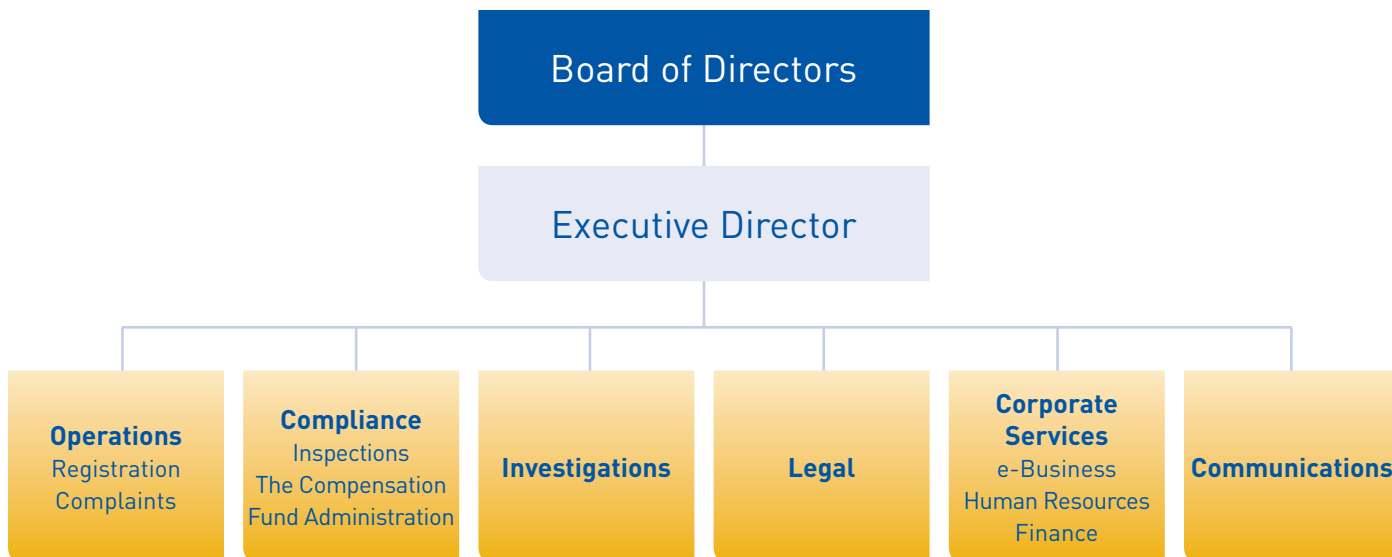 Board of Directors
Executive Director
Operations
Registration
Complaints
Compliance
Inspections
The Compensation
Fund Administration
Investigations
Legal
Corporate
Services
e-Business
Human Resources
Finance
Communications